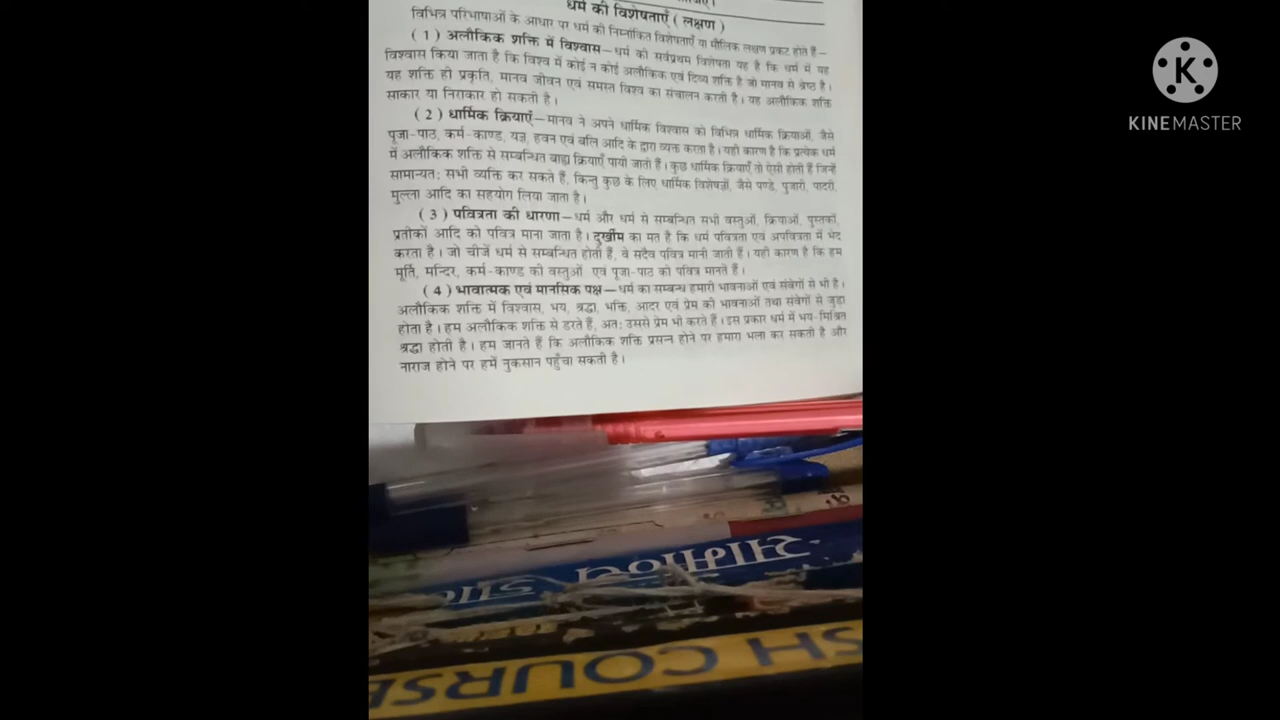 धर्म की विशेषताएँ ( लक्षण )
विभिन्न परिभाषाओं के आधार पर धर्म की निम्नांकित विशेषताएँ या मौलिक लक्षण प्रकट होते हैं–
( 1 ) अलौकिक शक्ति में विश्वास–धर्म की सर्वप्रथम विशेषता यह है कि धर्म में यह
विश्वास किया जाता है कि विश्व में कोई न कोई अलौकिक एवं दिव्य शक्ति है जो मानव से श्रेष्ठ है।
यह शक्ति ही प्रकृति, मानव जीवन एवं समस्त विश्व का संचालन करती है। यह अलौकिक शक्ति
साकार या निराकार हो सकती है।
( 2 ) धार्मिक क्रियाएँ–मानव ने अपने धार्मिक विश्वास को विभिन्न धार्मिक क्रियाओं, जैसे
पूजा-पाठ, कर्म-काण्ड, यज्ञ, हवन एवं बलि आदि के द्वारा व्यक्त करता है। यही कारण है कि प्रत्येक धर्म
में अलौकिक शक्ति से सम्बन्धित बाह्य क्रियाएँ पायी जाती हैं। कुछ धार्मिक क्रियाएँ तो ऐसी होती हैं जिन्हें
सामान्यत: सभी व्यक्ति कर सकते हैं, किन्तु कुछ के लिए धार्मिक विशेषज्ञों, जैसे पण्डे, पुजारी, पादरी,
मुल्ला आदि का सहयोग लिया जाता है।
( 3 ) पवित्रता की धारणा–धर्म और धर्म से सम्बन्धित सभी वस्तुओं, क्रियाओं, पुस्तकों,
प्रतीकों आदि को पवित्र माना जाता है। दुर्खीम का मत है कि धर्म पवित्रता एवं अपवित्रता में भेद
करता है। जो चीजें धर्म से सम्बन्धित होती हैं, वे सदैव पवित्र मानी जाती हैं। यही कारण है कि हम
मूर्ति, मन्दिर, कर्म-काण्ड की वस्तुओं एवं पूजा-पाठ को पवित्र मानते हैं।
( 4 ) भावात्मक एवं मानसिक पक्ष–धर्म का सम्बन्ध हमारी भावनाओं एवं संवेगों से भी है।
अलौकिक शक्ति में विश्वास, भय, श्रद्धा, भक्ति, आदर एवं प्रेम की भावनाओं तथा संवेगों से जुड़ा
होता है। हम अलौकिक शक्ति से डरते हैं, अत: उससे प्रेम भी करते हैं। इस प्रकार धर्म में भय-मिश्रित
श्रद्धा होती है। हम जानते हैं कि अलौकिक शक्ति प्रसन्न होने पर हमारा भला कर सकती है और
नाराज होने पर हमें नुकसान पहुँचा सकती है।
K
KINEMASTER
सामान्य
SH COURSE